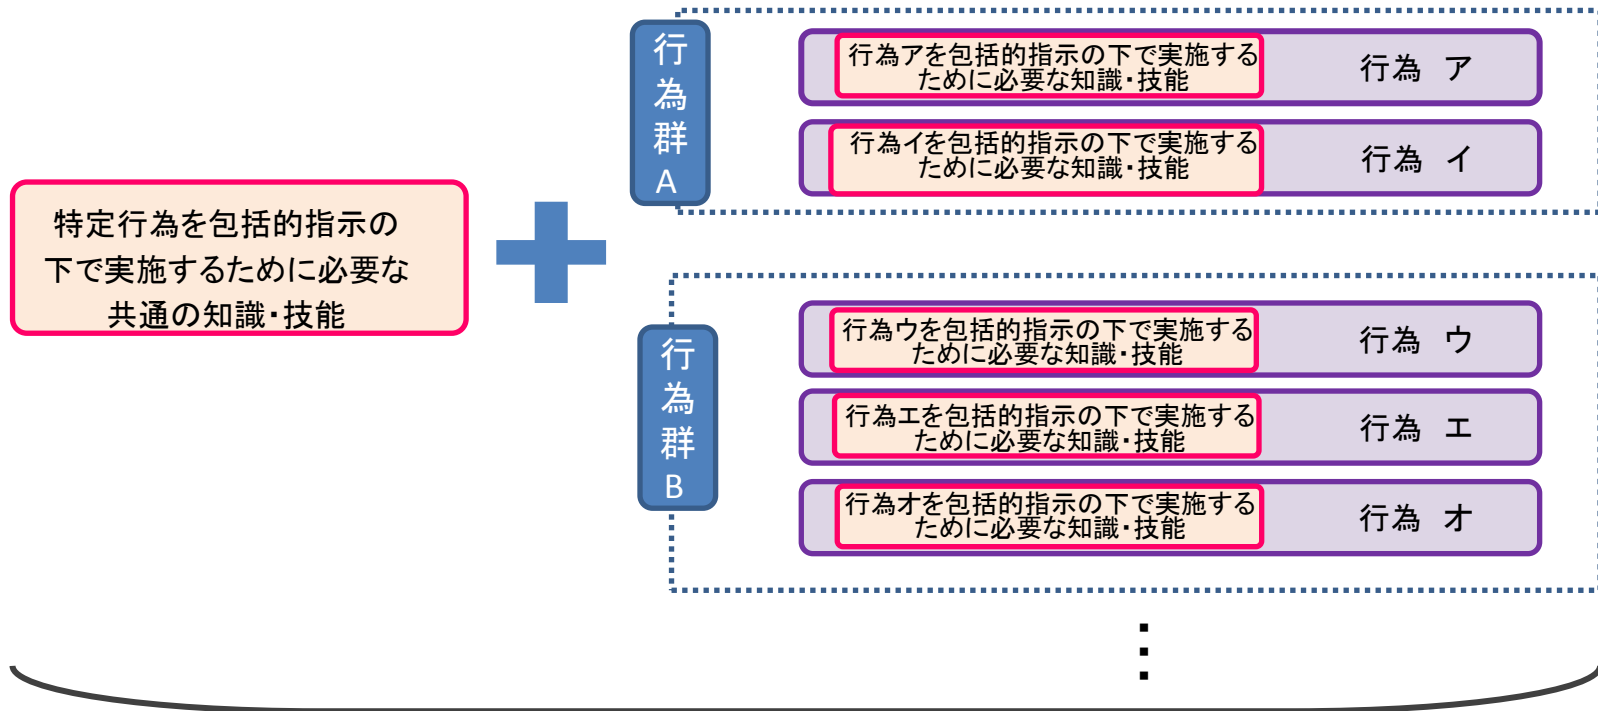 特定行為を包括的指示の
下で実施するために必要な
共通の知識・技能
行為群A
行為アを包括的指示の下で実施する
ために必要な知識・技能
行為 ア
行為イを包括的指示の下で実施する
ために必要な知識・技能
行為 イ
行為群B
行為ウを包括的指示の下で実施する
ために必要な知識・技能
行為 ウ
行為エを包括的指示の下で実施する
ために必要な知識・技能
行為 エ
行為オを包括的指示の下で実施する
ために必要な知識・技能
行為 オ